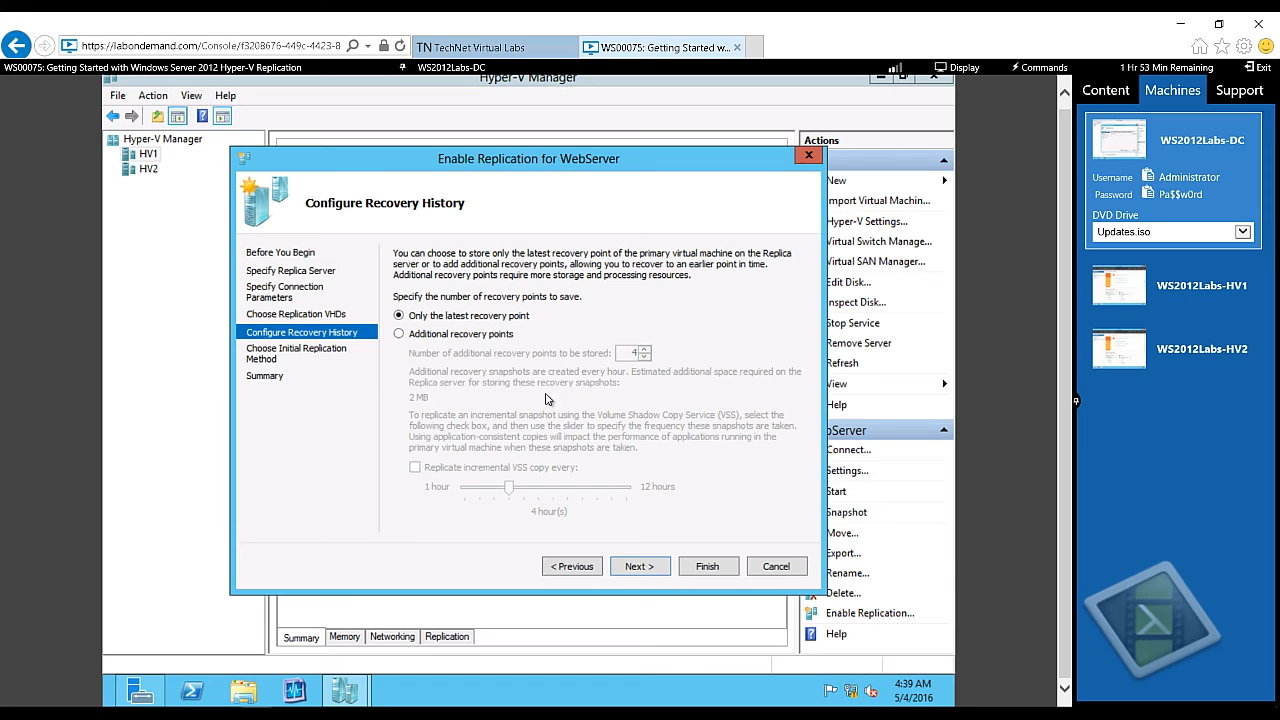 https://labondemand.com/Console/f3208676-449c-4423-8
TN TechNet Virtual Labs
WS00075: Getting Started w...
WS00075: Getting Started with Windows Server 2012 Hyper-V Replication
WS2012Labs-DC
Display
Commands
1 Hr 53 Min Remaining
Exit
Hyper-V Manager
File
Action
View
Help
Hyper-V Manager
HV1
HV2
Enable Replication for WebServer
Configure Recovery History
Before You Begin
Specify Replica Server
Specify Connection
Parameters
Choose Replication VHDs
Configure Recovery History
Choose Initial Replication
Method
Summary
You can choose to store only the latest recovery point of the primary virtual machine on the Replica
server or to add additional recovery points, allowing you to recover to an earlier point in time.
Additional recovery points require more storage and processing resources.
Specify the number of recovery points to save.
Only the latest recovery point
Additional recovery points
Number of additional recovery points to be stored:
4
Additional recovery snapshots are created every hour. Estimated additional space required on the
Replica server for storing these recovery snapshots:
2 MB
To replicate an incremental snapshot using the Volume Shadow Copy Service (VSS), select the
following check box, and then use the slider to specify the frequency these snapshots are taken.
Using application-consistent copies will impact the performance of applications running in the
primary virtual machine when these snapshots are taken.
Replicate incremental VSS copy every:
1 hour
12 hours
4 hour(s)
< Previous
Next >
Finish
Cancel
Summary
Memory
Networking
Replication
Actions
New
mport Virtual Machin...
Hyper-V Settings...
Virtual Switch Manage...
Virtual SAN Manager...
Edit Disk...
nspect Disk...
Stop Service
Remove Server
Refresh
View
Help
oServer
Connect...
Settings...
Start
Snapshot
Move...
Export...
Rename...
Delete...
Enable Replication...
Help
4:39 AM
5/4/2016
Content
Machines
Support
WS2012Labs-DC
Username
Administrator
Password
Pa$$w0rd
DVD Drive
Updates.iso
WS2012Labs-HV1
WS2012Labs-HV2